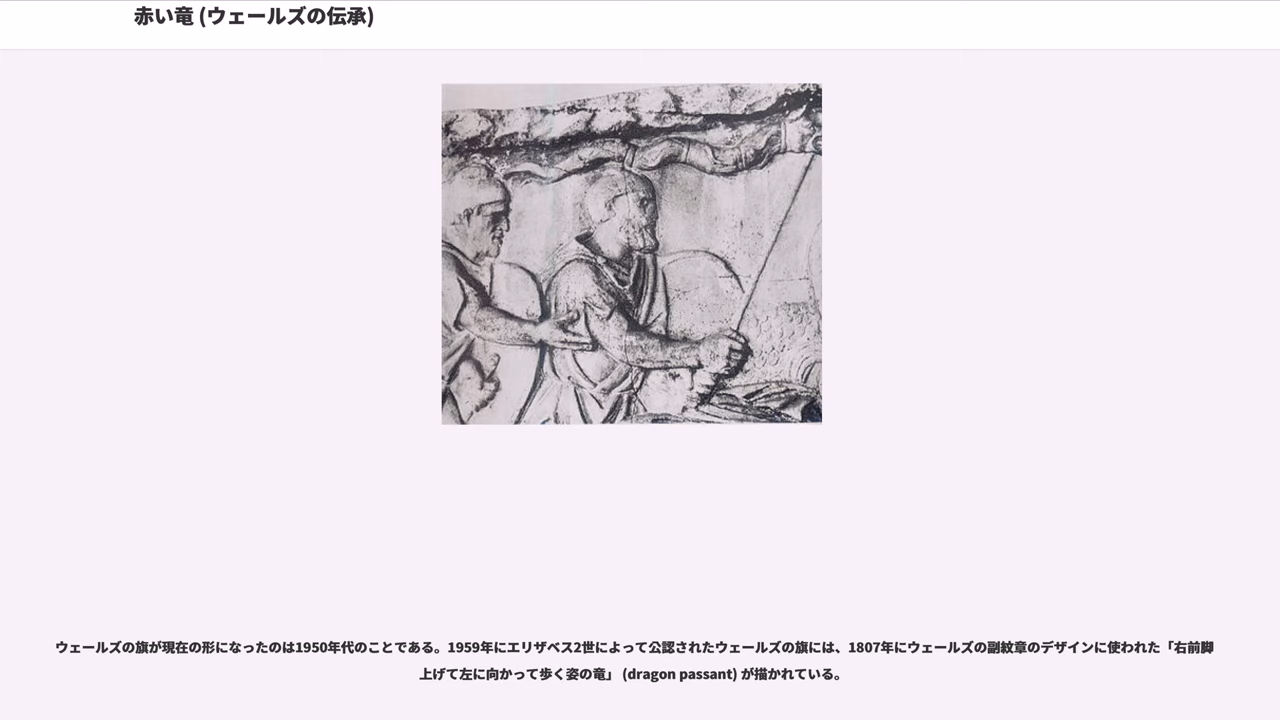 赤い竜 (ウェールズの伝承)
ウェールズの旗が現在の形になったのは1950年代のことである。1959年にエリザベス2世によって公認されたウェールズの旗には、1807年にウェールズの副紋章のデザインに使われた「右前脚
上げて左に向かって歩く姿の竜」 (dragon passant) が描かれている。